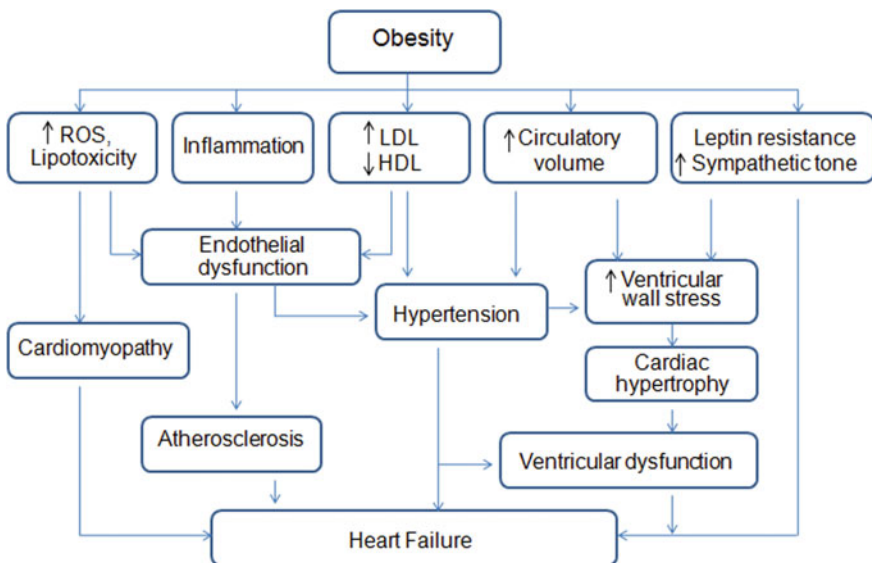 Obesity
↑ ROS,
Lipotoxicity
Inflammation
↑ LDL
↓ HDL
↑ Circulatory
volume
Leptin resistance
↑ Sympathetic tone
Endothelial
dysfunction
↑ Ventricular
wall stress
Hypertension
Cardiomyopathy
Cardiac
hypertrophy
Atherosclerosis
Ventricular dysfunction
Heart Failure